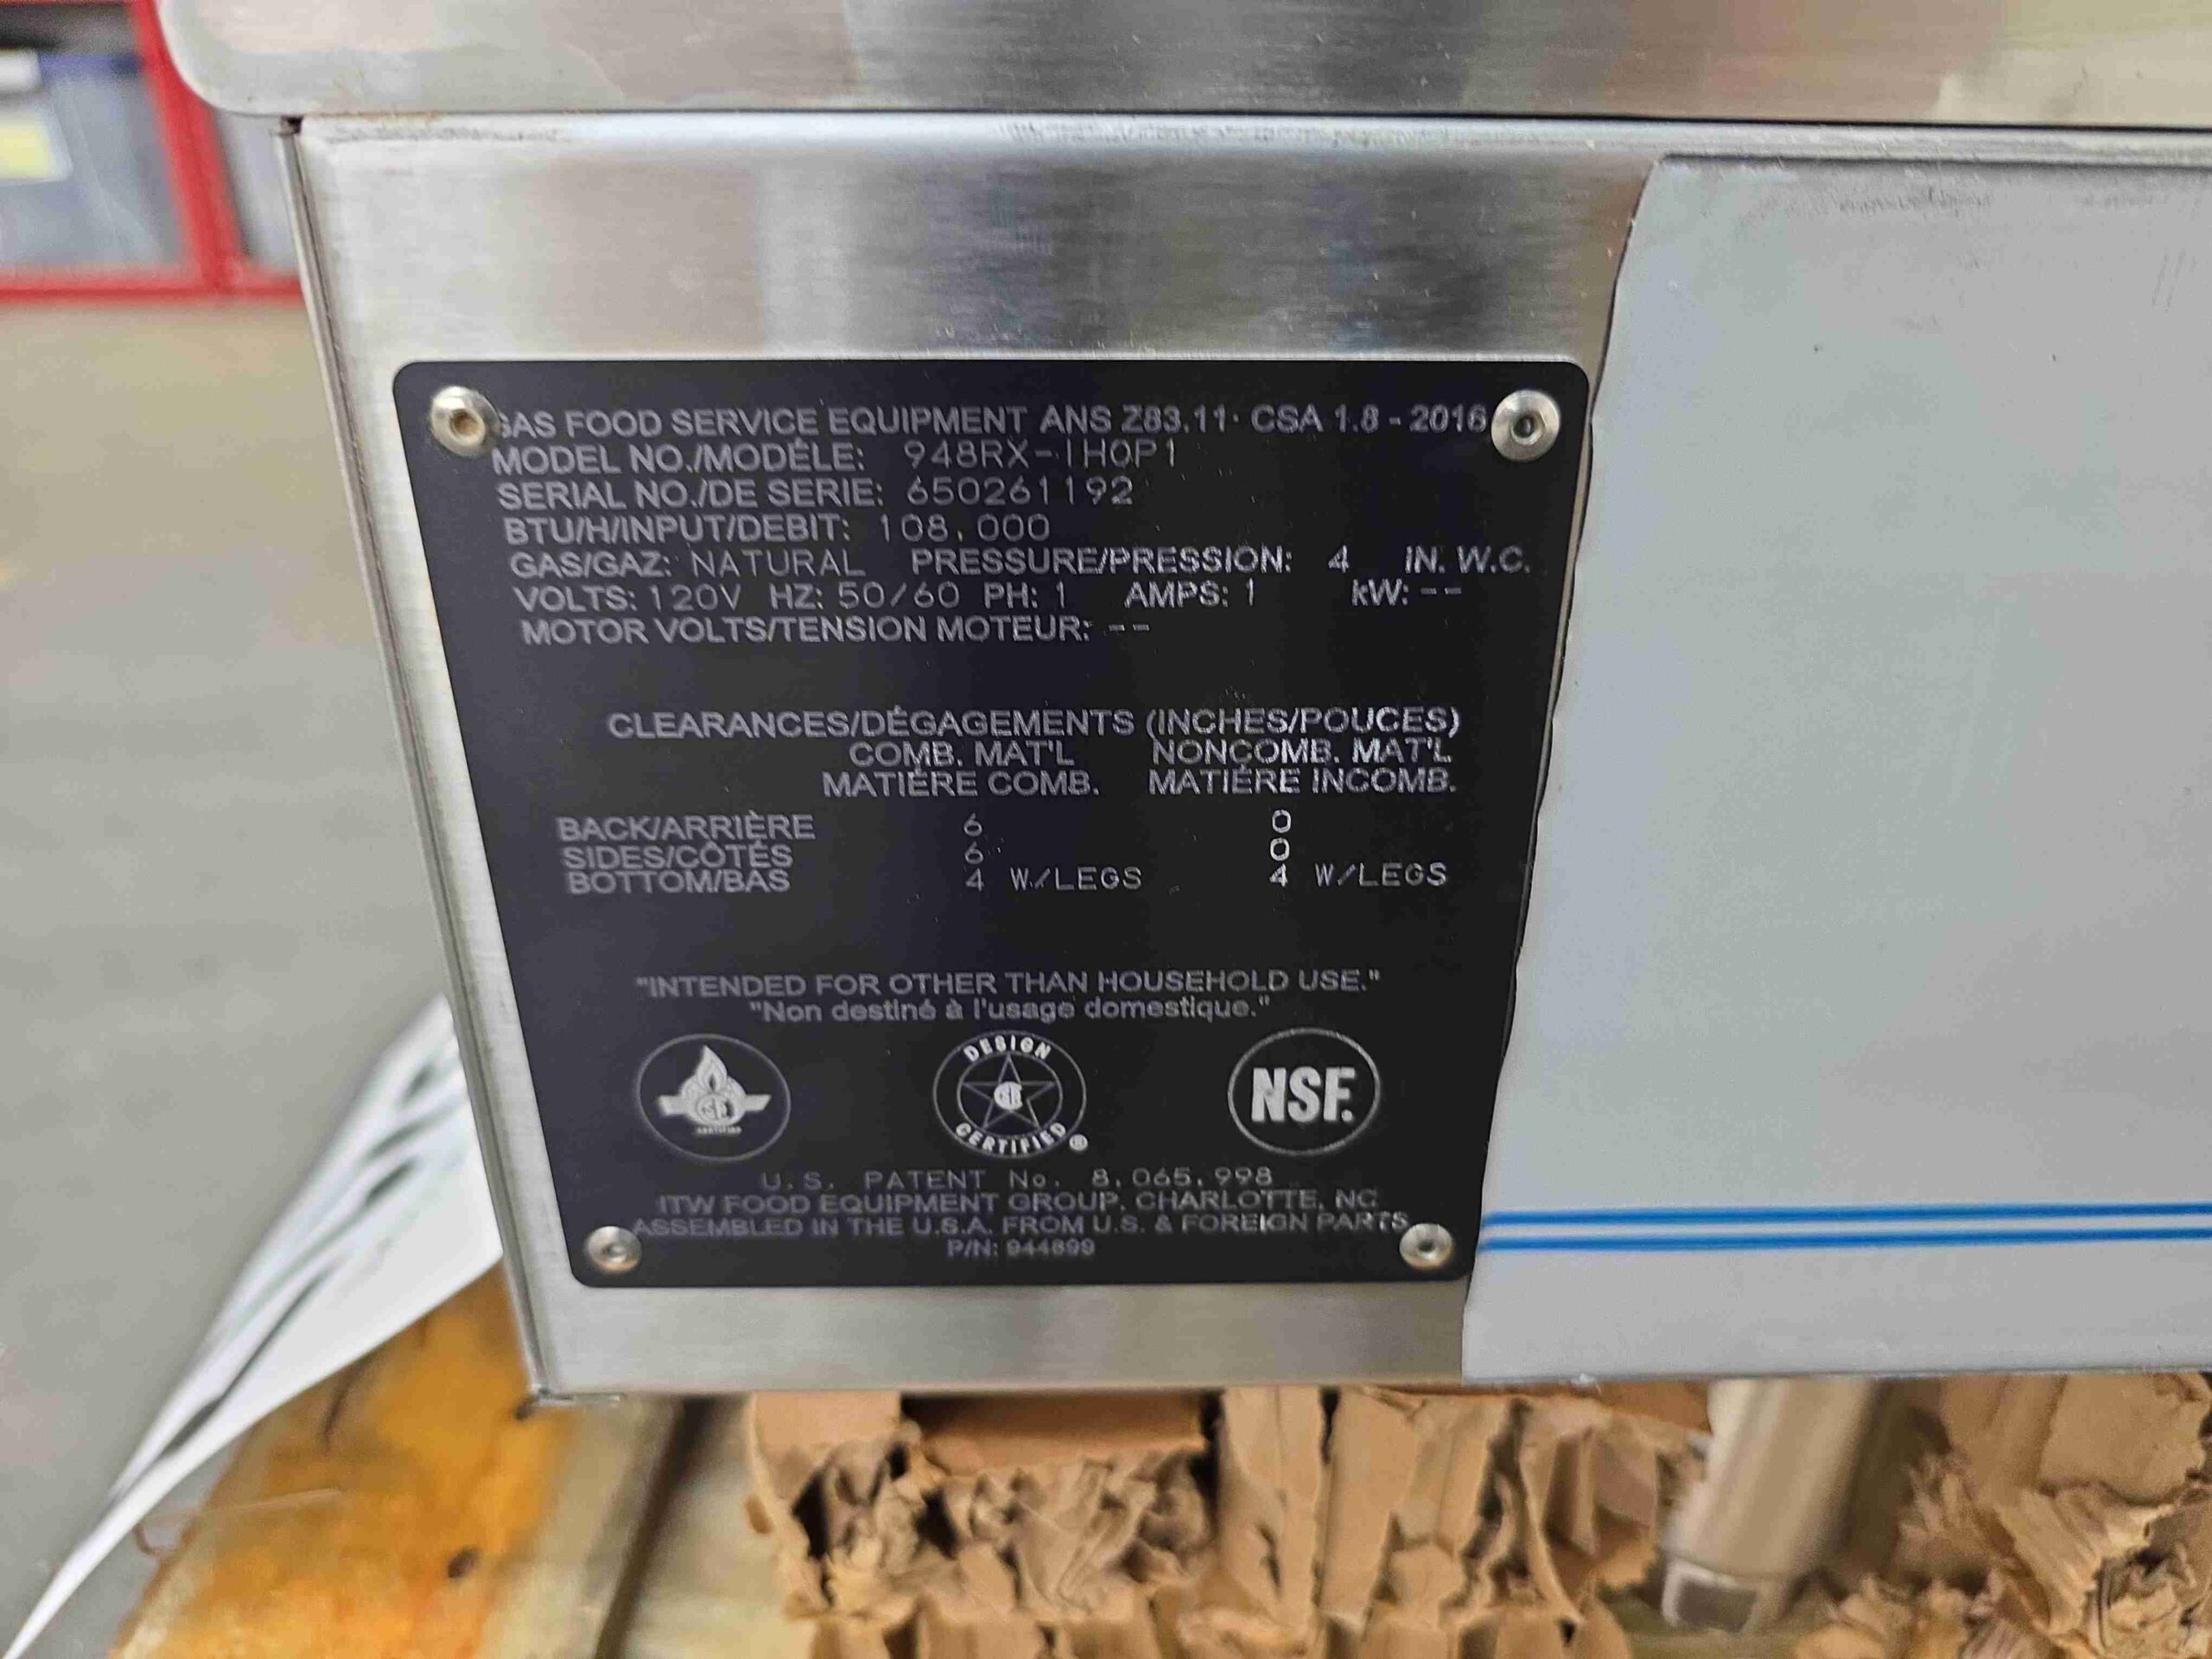 GAS FOOD SERVICE EQUIPMENT ANS Z83.11· CSA 1.8 - 2016
MODEL NO./MODÈLE: 948RX-IHOP1
SERIAL NO./DE SERIE: 650261192
BTU/H/INPUT/DEBIT: 108,000
GAS/GAZ: NATURAL PRESSURE/PRESSION: 4 IN. W.C.
VOLTS: 120V HZ: 50/60 PH: 1 AMPS: 1 kW: --
MOTOR VOLTS/TENSION MOTEUR: --
CLEARANCES/DÉGAGEMENTS (INCHES/POUCES)
COMB. MAT'L NONCOMB. MAT'L
MATIÈRE COMB. MATIÈRE INCOMB.
BACK/ARRIÈRE 6 0
SIDES/CÔTÉS 6 0
BOTTOM/BAS 4 W/LEGS 4 W/LEGS
"INTENDED FOR OTHER THAN HOUSEHOLD USE."
"Non destiné à l'usage domestique."
DESIGN
CERTIFIED ®
NSF.
U.S. PATENT No. 8,065,998
ITW FOOD EQUIPMENT GROUP, CHARLOTTE, NC
ASSEMBLED IN THE U.S.A. FROM U.S. & FOREIGN PARTS
P/N: 944899